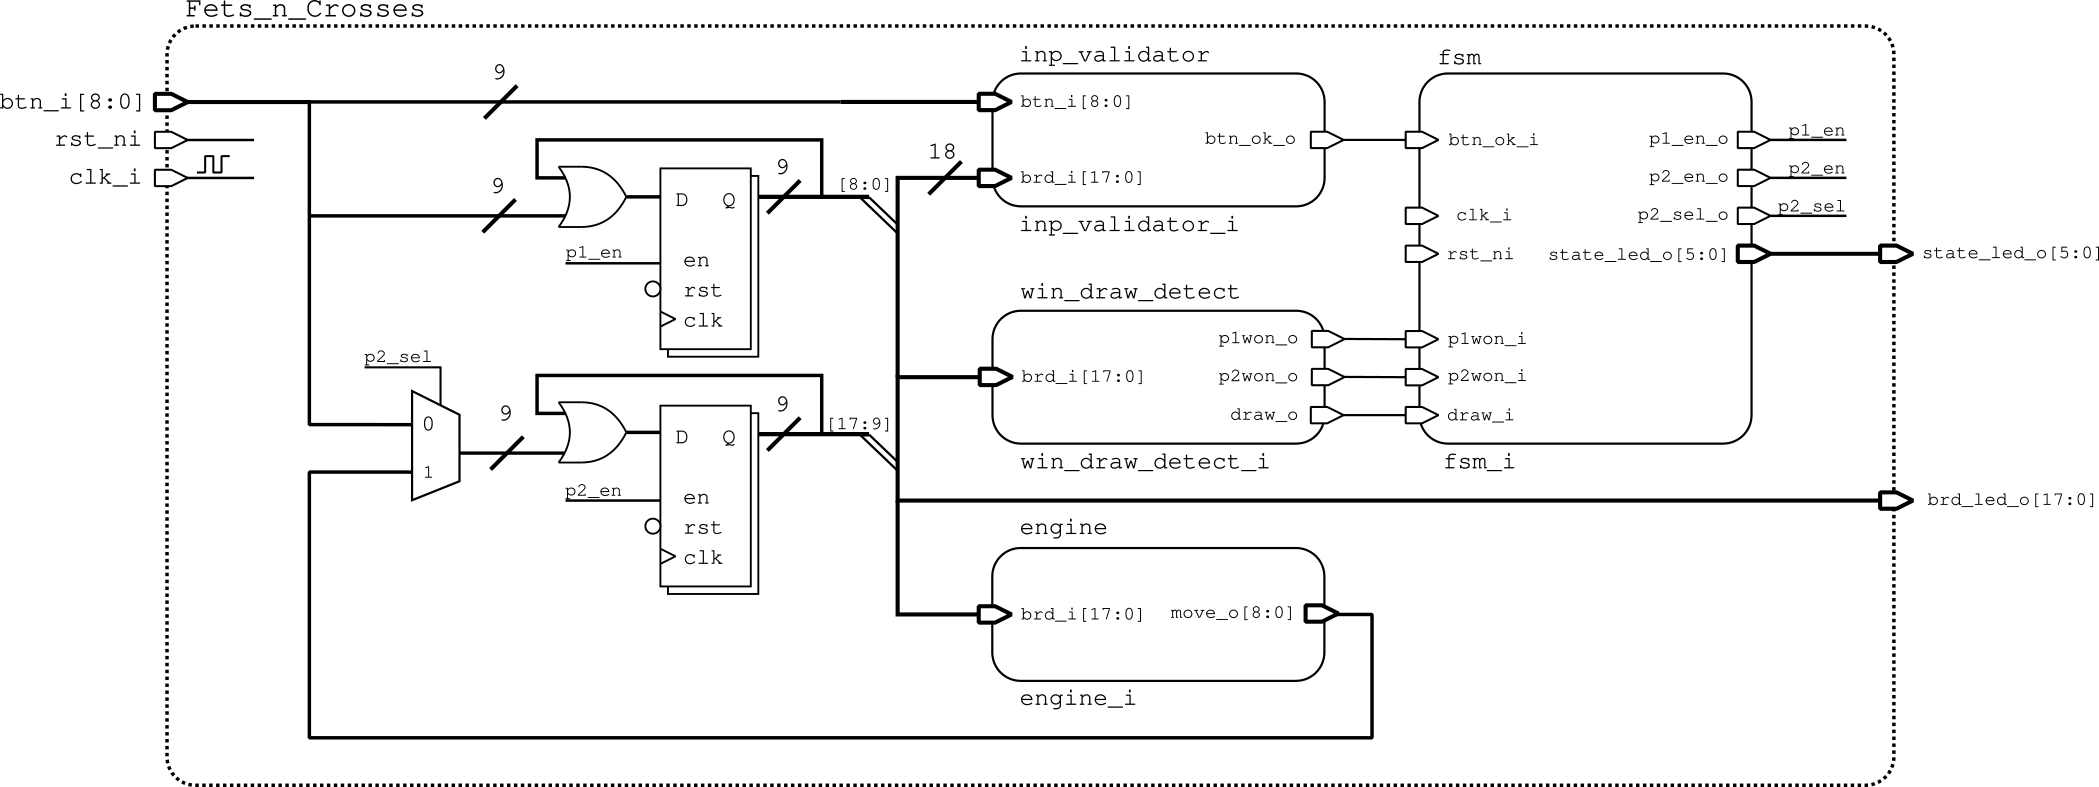 Fets_n_Crosses
btn_i[8:0]
rst_ni
clk_i
9
9
p1_en
D
Q
en
rst
clk
9
[8:0]
p2_sel
0
1
9
p2_en
D
Q
en
rst
clk
9
[17:9]
18
inp_validator
btn_i[8:0]
btn_ok_o
brd_i[17:0]
inp_validator_i
win_draw_detect
p1won_o
brd_i[17:0]
p2won_o
draw_o
win_draw_detect_i
engine
brd_i[17:0]
move_o[8:0]
engine_i
fsm
btn_ok_i
clk_i
rst_ni
p1won_i
p2won_i
draw_i
p1_en_o
p2_en_o
p2_sel_o
state_led_o[5:0]
fsm_i
p1_en
p2_en
p2_sel
state_led_o[5:0]
brd_led_o[17:0]